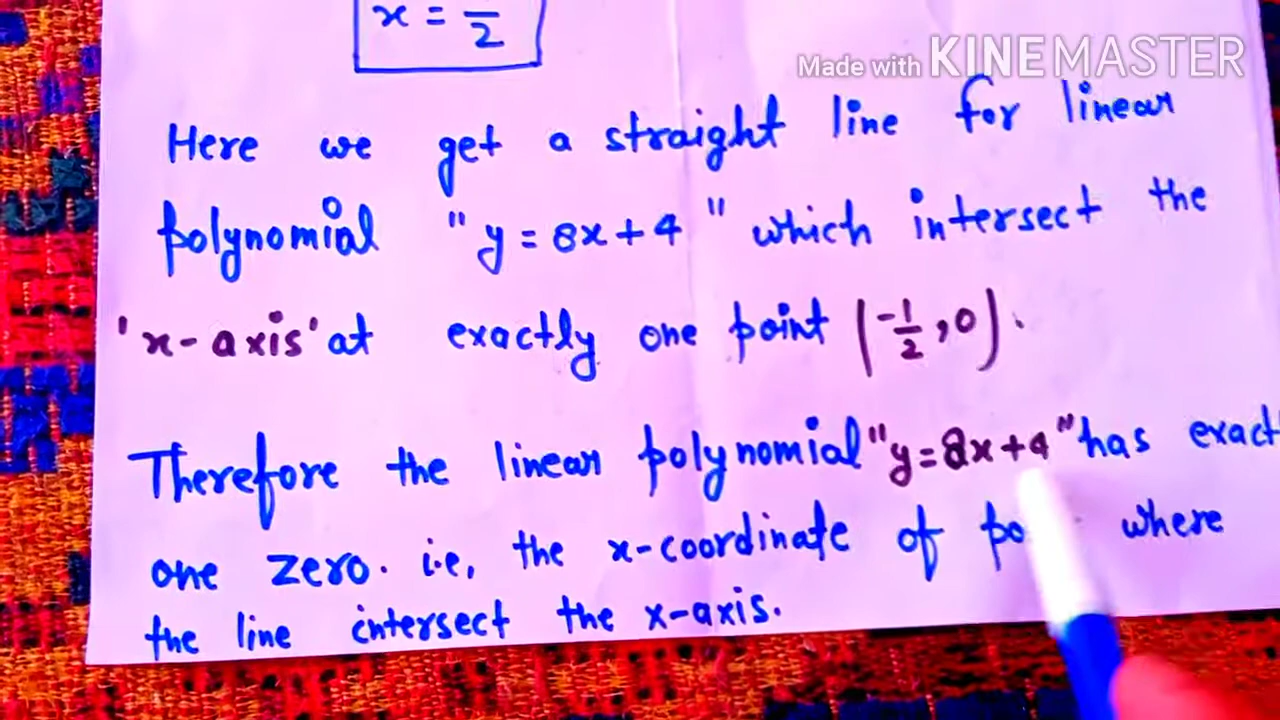 x = _/2
Made with KINEMASTER
Here we get a straight line for linear
polynomial "y = 8x + 4" which intersect the
'x-axis' at exactly one point (-1/2, 0).
Therefore the linear polynomial "y = 8x + 4" has exact
one zero. i.e, the x-coordinate of po where
the line intersect the x-axis.